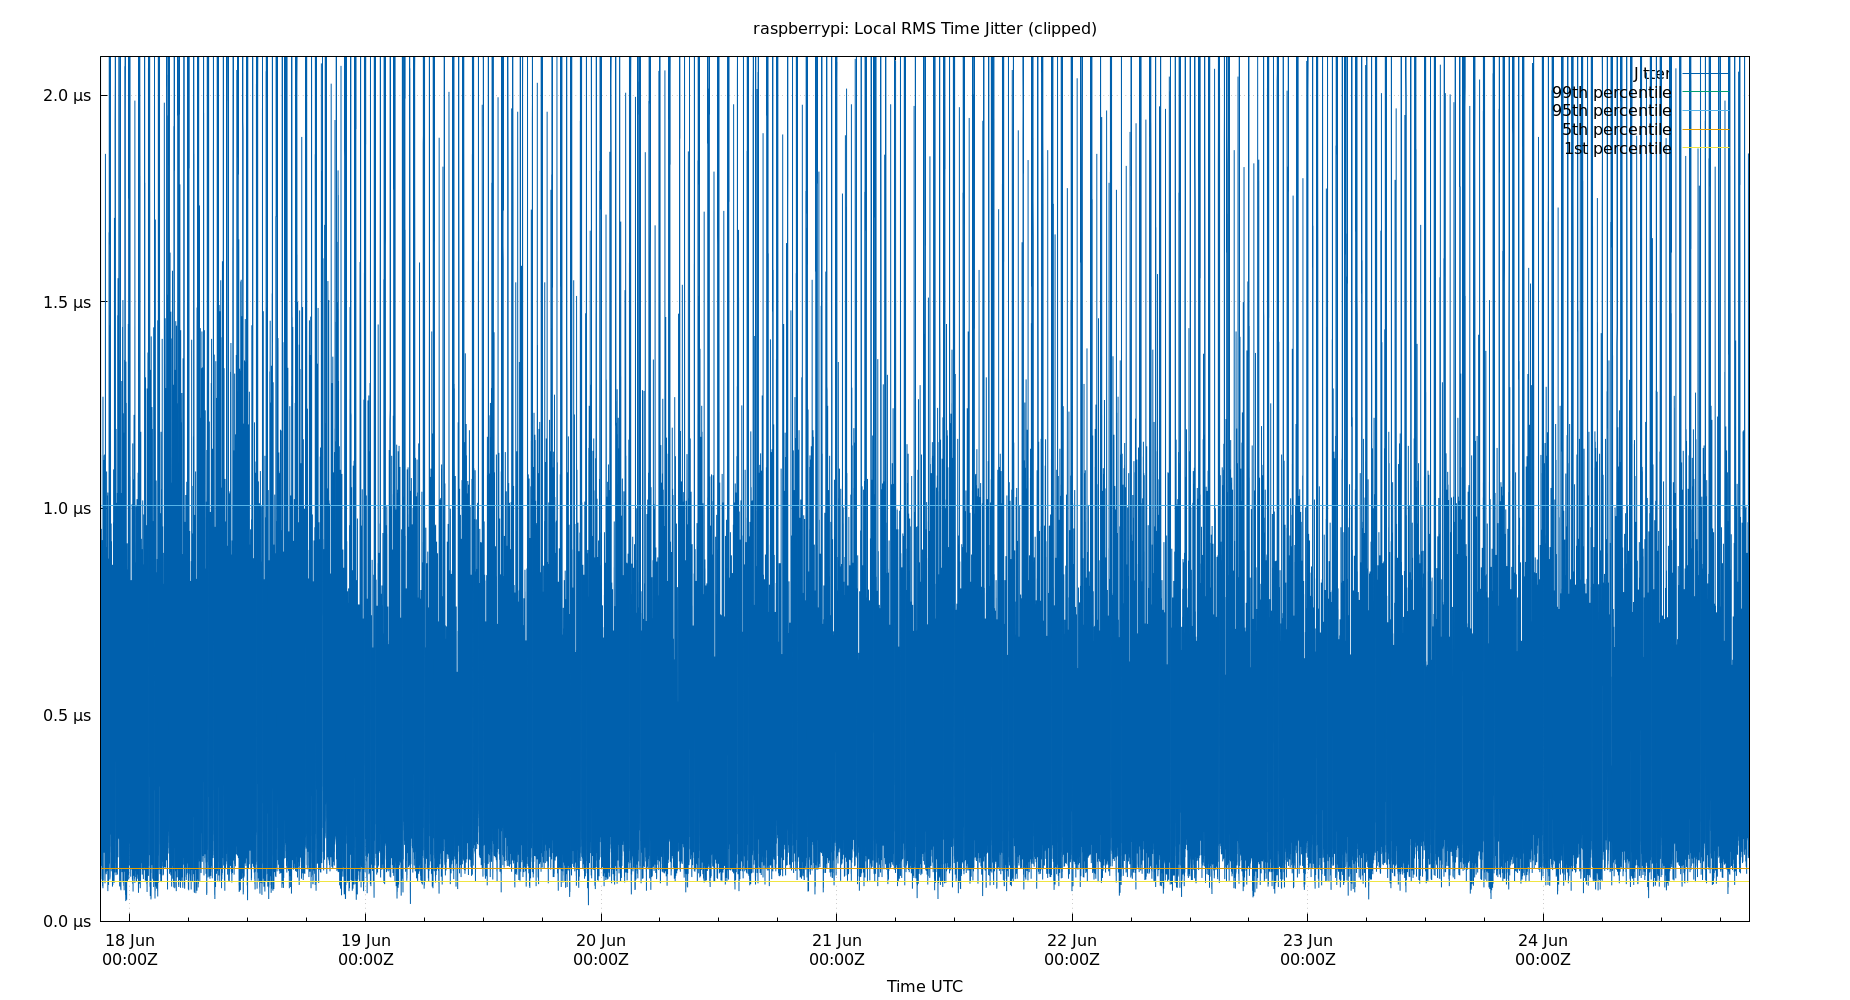 raspberrypi: Local RMS Time Jitter (clipped)
Jitter
99th percentile
95th percentile
5th percentile
1st percentile
2.0 μs
1.5 μs
1.0 μs
0.5 μs
0.0 μs
18 Jun 19 Jun 20 Jun 21 Jun 22 Jun 23 Jun 24 Jun
00:00Z 00:00Z 00:00Z 00:00Z 00:00Z 00:00Z 00:00Z
Time UTC